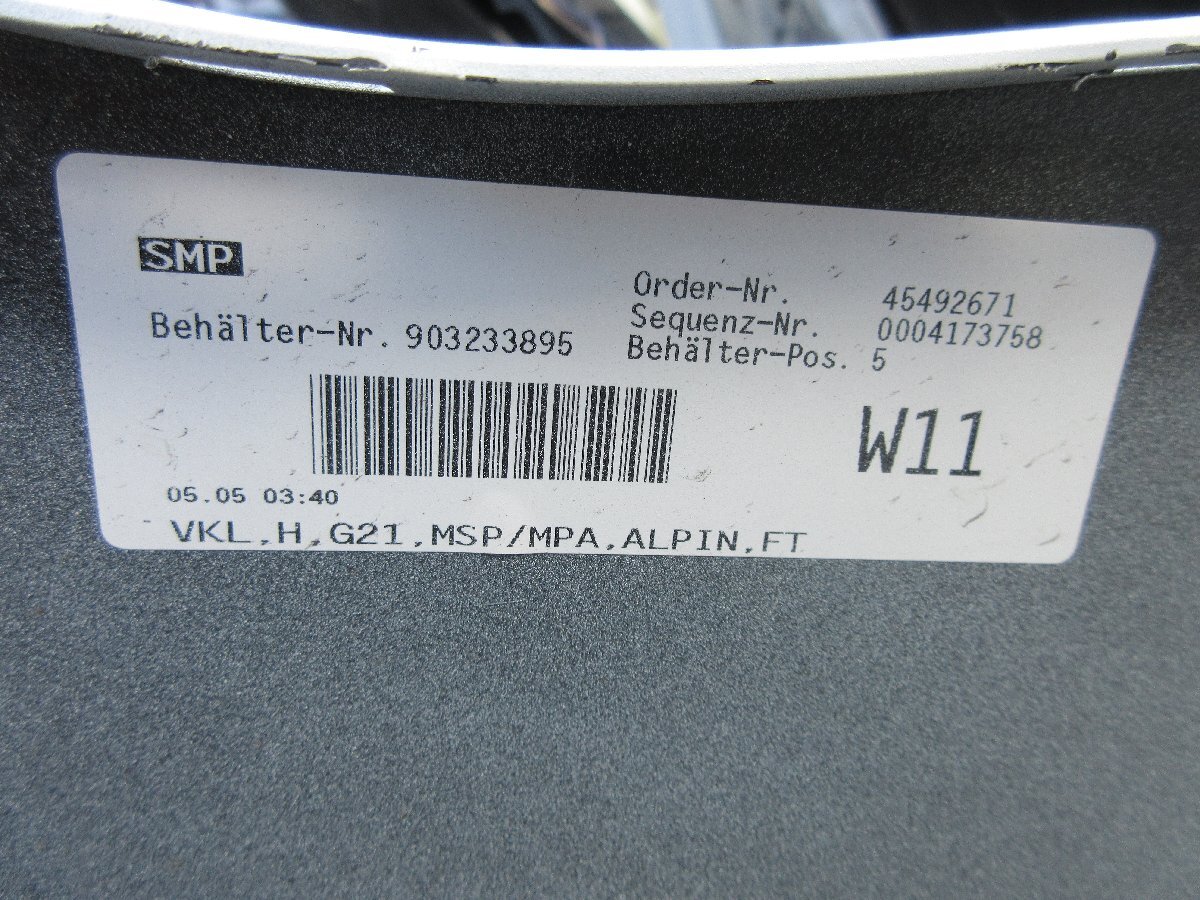 SMP
Order-Nr. 45492671
Sequenz-Nr. 0004173758
Behälter-Nr. 903233895
Behälter-Pos. 5
W11
05.05 03:40
VKL,H,G21,MSP/MPA,ALPIN,FT